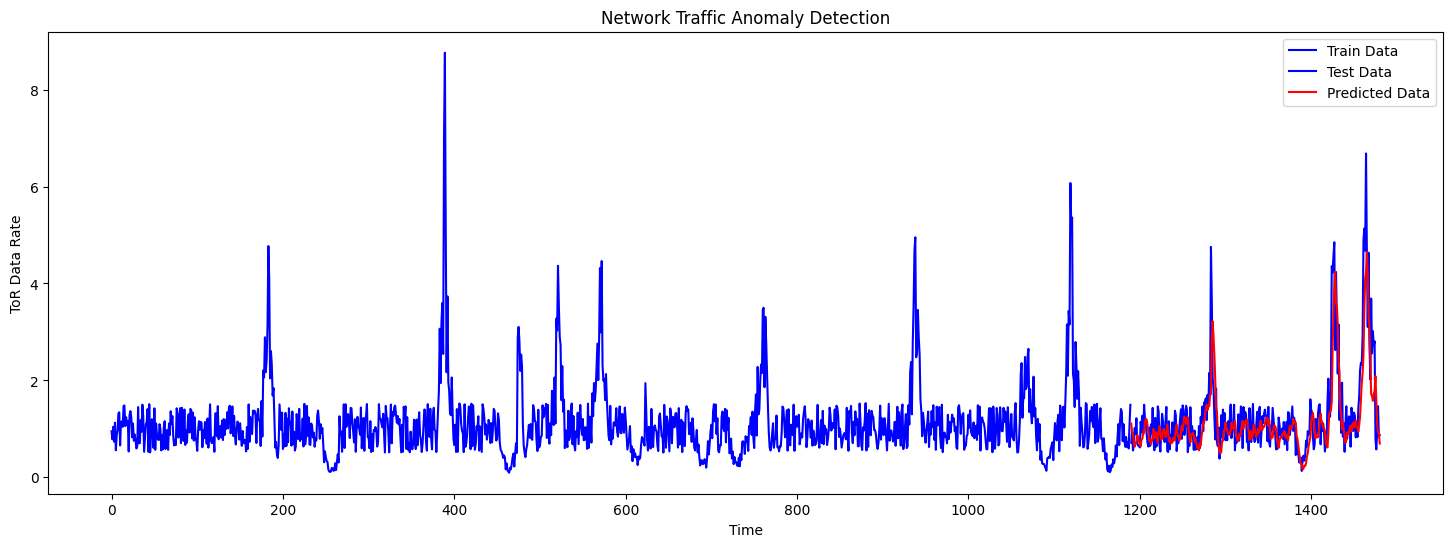 Network Traffic Anomaly Detection
Train Data
Test Data
Predicted Data
ToR Data Rate
8
6
4
2
0
0 200 400 600 800 1000 1200 1400
Time